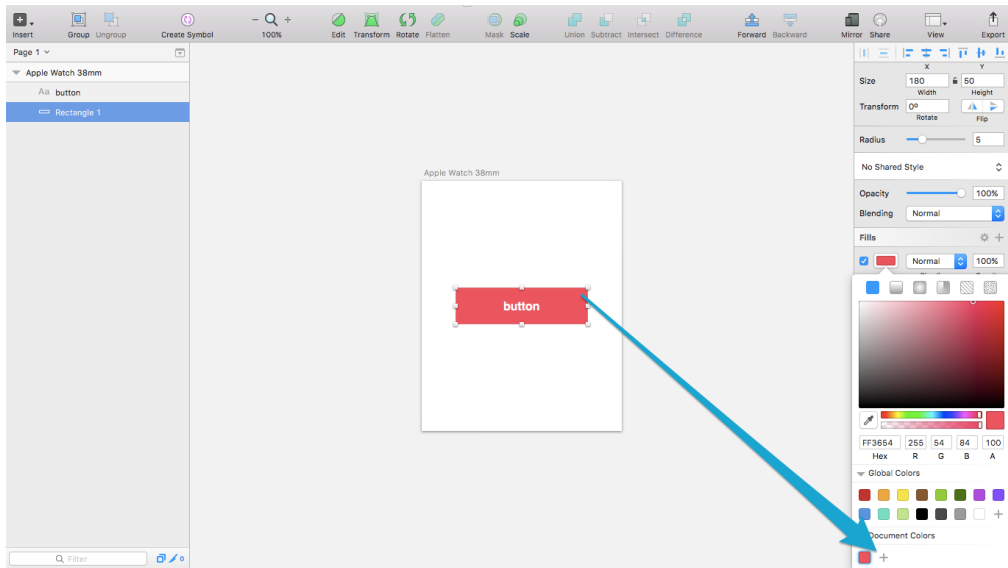 Insert Group Ungroup Create Symbol 100% Edit Transform Rotate Flatten Mask Scale Union Subtract Intersect Difference Forward Backward Mirror Share View Export
Page 1
Apple Watch 38mm
Aa button
Rectangle 1
Filter
0
Apple Watch 38mm
button
X Y
Size 180 50
Width Height
Transform 0º
Rotate Flip
Radius 5
No Shared Style
Opacity 100%
Blending Normal
Fills
Normal 100%
FF3654 255 54 84 100
Hex R G B A
Global Colors
Document Colors